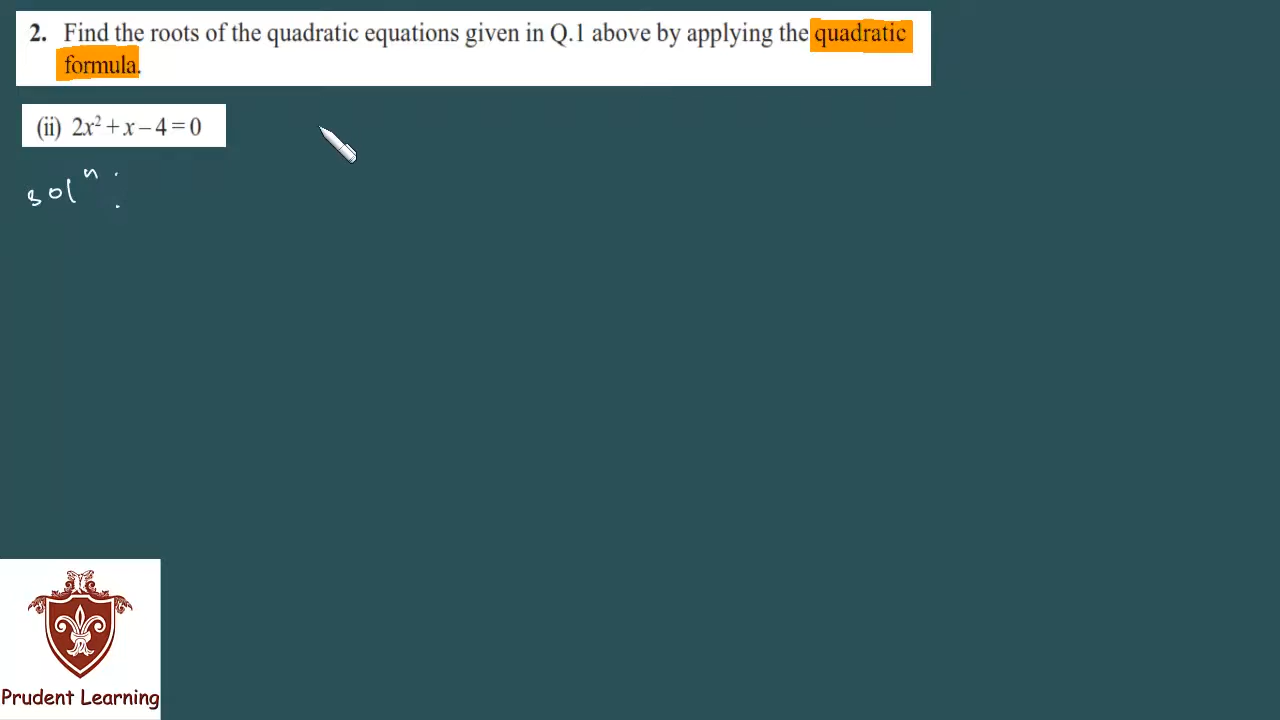 2. Find the roots of the quadratic equations given in Q.1 above by applying the quadratic
formula.
(ii) 2x² + x – 4 = 0
solⁿ :
Prudent Learning